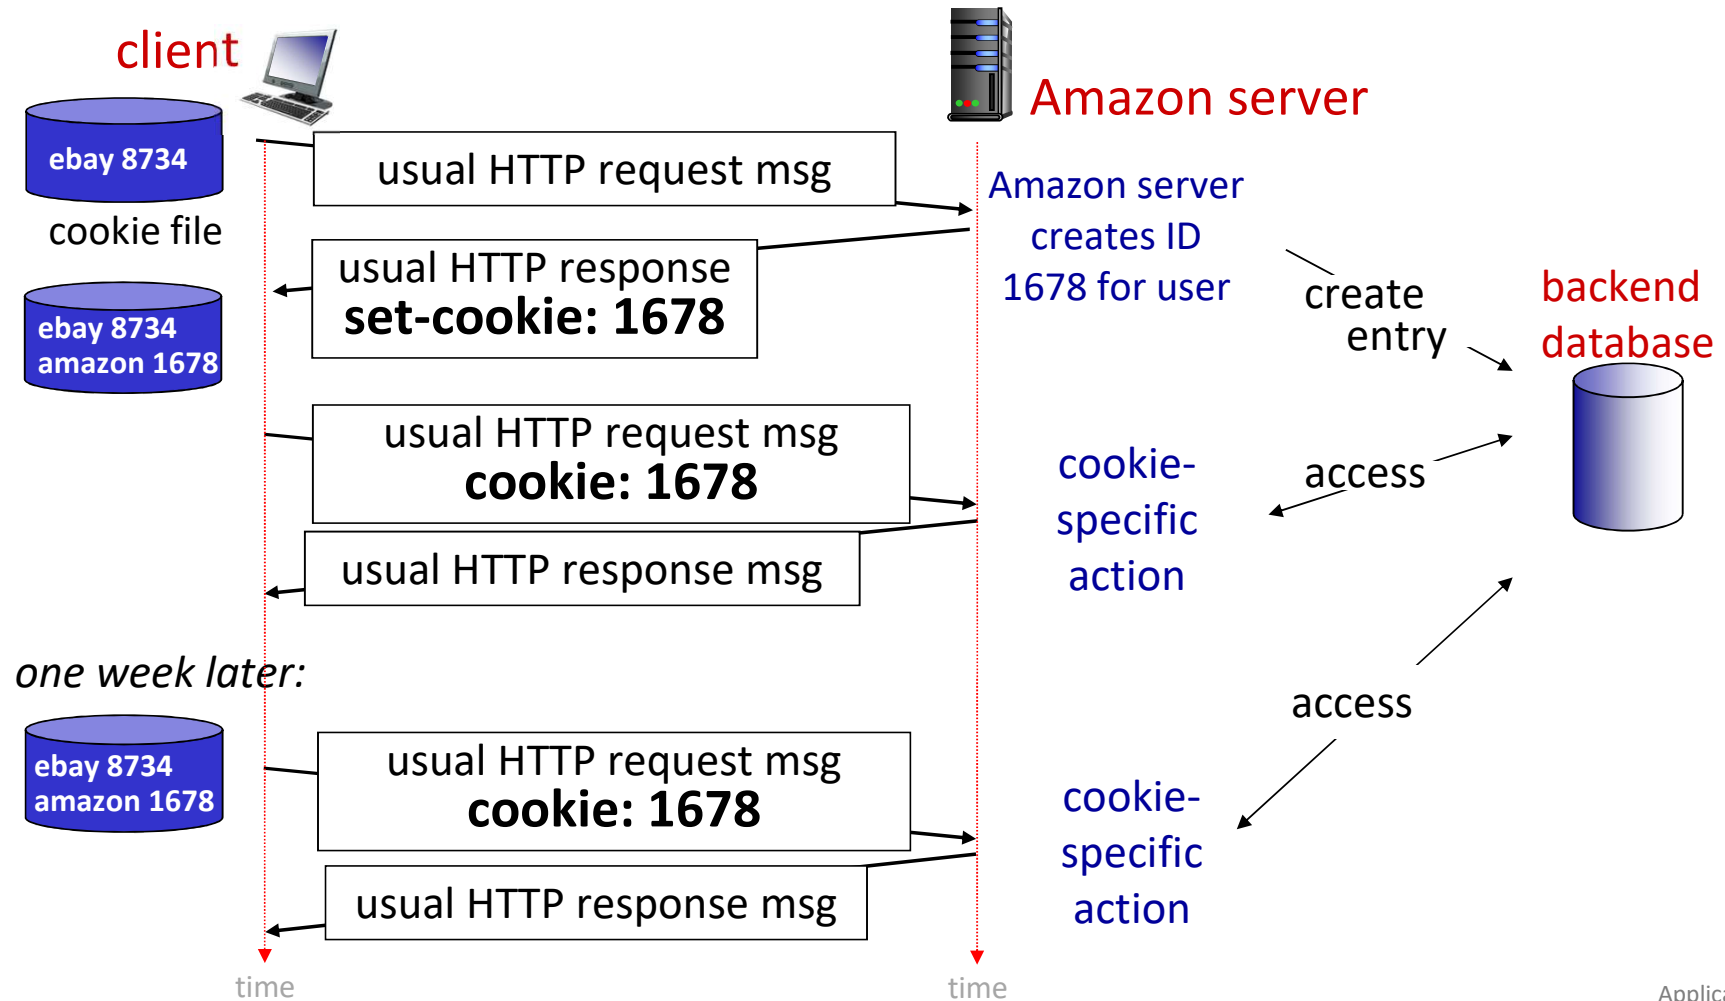 client
Amazon server
ebay 8734
cookie file
usual HTTP request msg
Amazon server
creates ID
1678 for user
usual HTTP response
set-cookie: 1678
create
entry
backend
database
ebay 8734
amazon 1678
usual HTTP request msg
cookie: 1678
cookie-
specific
action
access
usual HTTP response msg
one week later:
access
ebay 8734
amazon 1678
usual HTTP request msg
cookie: 1678
cookie-
specific
action
usual HTTP response msg
time
time